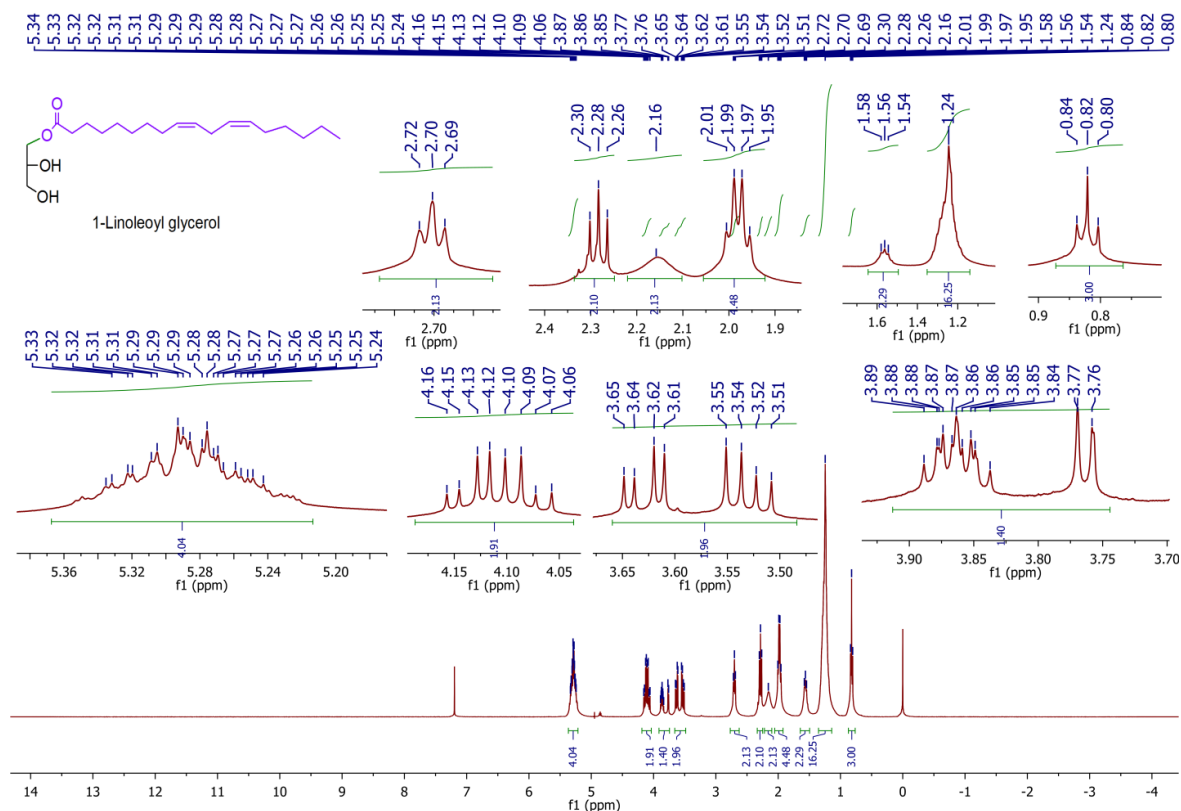 5.34 5.33 5.32 5.32 5.31 5.31 5.29 5.29 5.29 5.28 5.28 5.27 5.27 5.26 5.26 5.25 5.25 5.24 4.16 4.15 4.13 4.12 4.10 4.09 4.06 3.87 3.86 3.85 3.77 3.76 3.65 3.64 3.62 3.61 3.55 3.54 3.52 3.51 2.72 2.70 2.69 2.30 2.28 2.26 2.16 2.01 1.99 1.97 1.95 1.58 1.56 1.54 1.24 0.84 0.82 0.80
O
O
OH
OH
1-Linoleoyl glycerol
2.72 2.70 2.69
2.13
2.70
f1 (ppm)
2.30 2.28 2.26 2.16 2.01 1.99 1.97 1.95
2.10 2.13 4.48
2.4 2.3 2.2 2.1 2.0 1.9
f1 (ppm)
1.58 1.56 1.54 1.24
2.29 16.25
1.6 1.4 1.2
f1 (ppm)
0.84 0.82 0.80
3.00
0.9 0.8
f1 (ppm)
5.33 5.32 5.32 5.31 5.31 5.29 5.29 5.29 5.28 5.28 5.27 5.27 5.27 5.26 5.26 5.25 5.25 5.24
4.04
5.36 5.32 5.28 5.24 5.20
f1 (ppm)
4.16 4.15 4.13 4.12 4.10 4.09 4.07 4.06
1.91
4.15 4.10 4.05
f1 (ppm)
3.65 3.64 3.62 3.61 3.55 3.54 3.52 3.51
1.96
3.65 3.60 3.55 3.50
f1 (ppm)
3.89 3.88 3.88 3.87 3.87 3.86 3.86 3.85 3.85 3.84 3.77 3.76
1.40
3.90 3.85 3.80 3.75 3.70
f1 (ppm)
4.04 1.91 1.40 1.96 2.13 2.10 2.13 4.48 2.29 16.25 3.00
14 13 12 11 10 9 8 7 6 5 4 3 2 1 0 -1 -2 -3 -4
f1 (ppm)